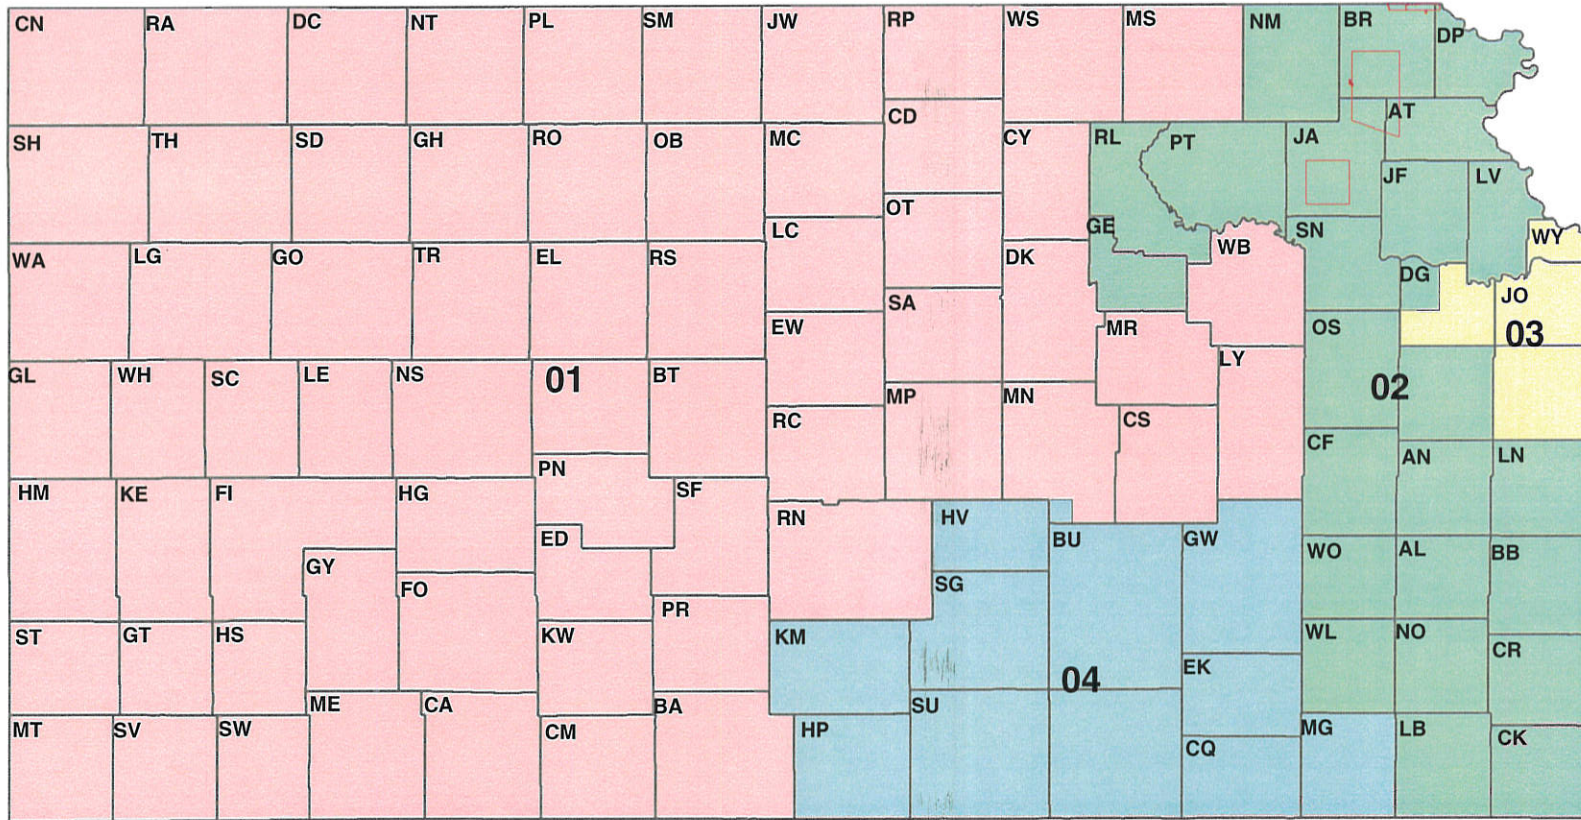 CN RA DC NT PL SM JW RP WS MS NM BR DP
CD AT
SH TH SD GH RO OB MC CY RL PT JA
JF LV
OT
LC GE SN WY
WA LG GO TR EL RS DK WB
DG
SA JO
EW MR OS 03
GL WH SC LE NS 01 BT LY
02
MP MN
RC CS
CF
AN LN
PN
HM KE FI HG SF
RN HV
ED BU GW
WO AL BB
GY
FO SG
PR
ST GT HS KW KM WL NO
CR
EK
04
ME CA BA SU
MT SV SW CM HP MG LB CK
CQ